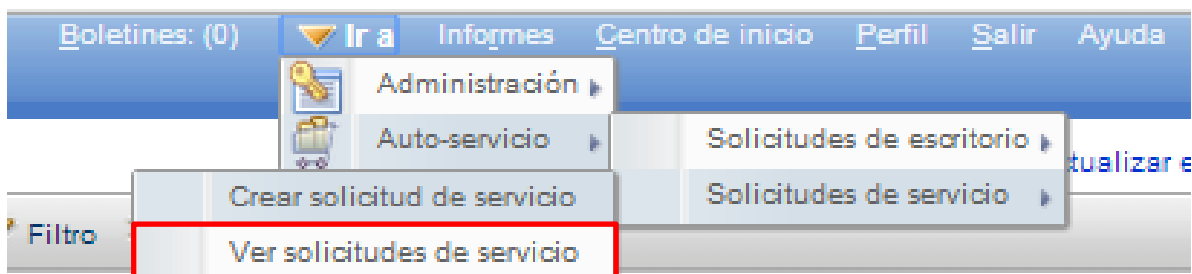 Boletines: (0) Ir a Informes Centro de inicio Perfil Salir Ayuda
Administración
Auto-servicio Solicitudes de escritorio
tualizar e
Crear solicitud de servicio Solicitudes de servicio
Filtro
Ver solicitudes de servicio